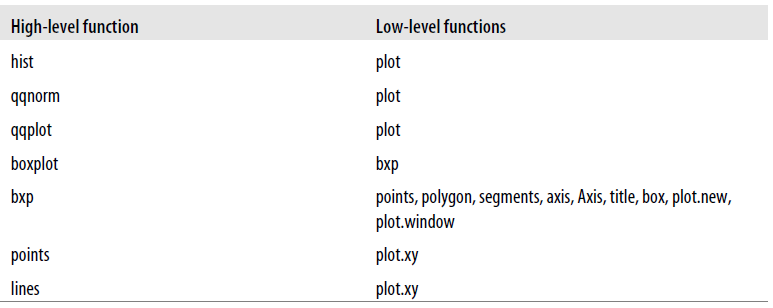 High-level function Low-level functions
hist plot
qqnorm plot
qqplot plot
boxplot bxp
bxp points, polygon, segments, axis, Axis, title, box, plot.new,
plot.window
points plot.xy
lines plot.xy